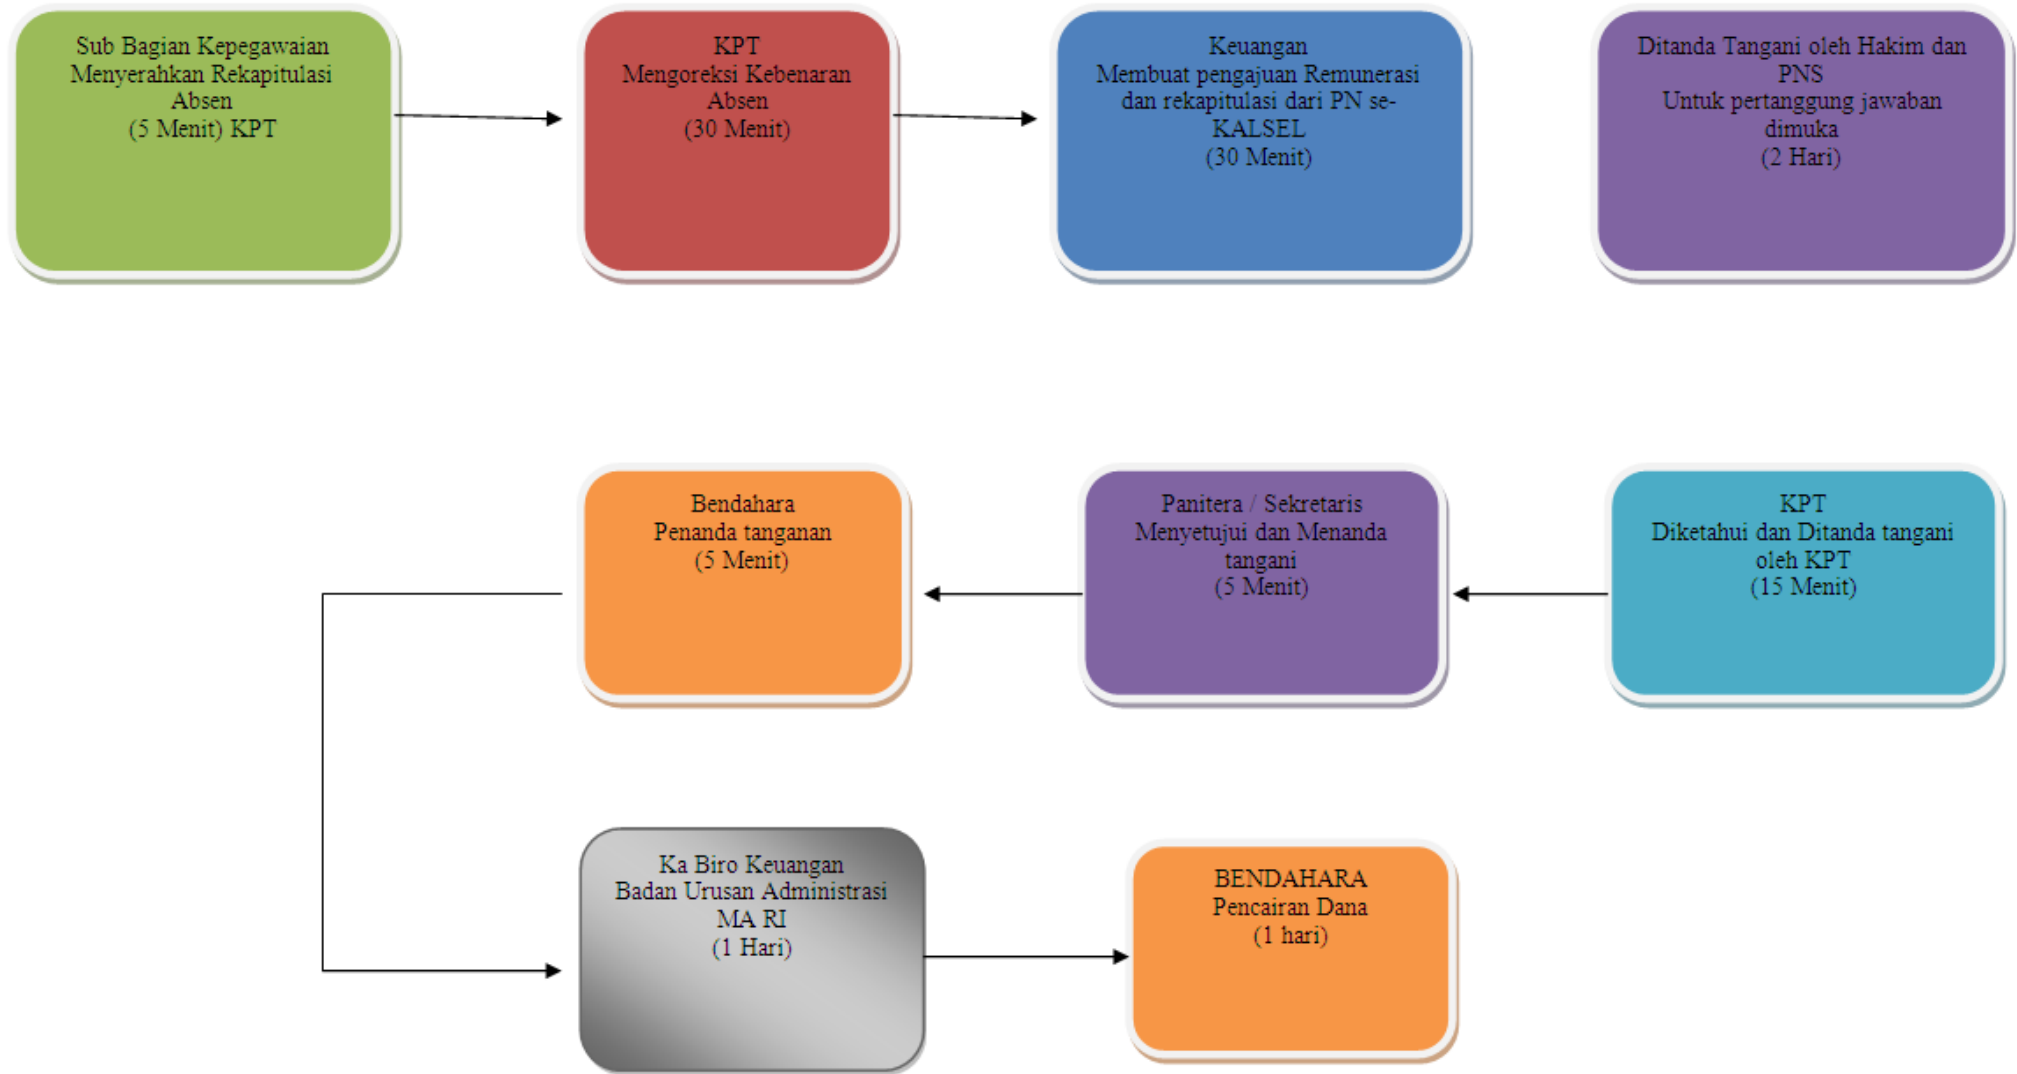 Sub Bagian Kepegawaian
Menyerahkan Rekapitulasi
Absen
(5 Menit) KPT
KPT
Mengoreksi Kebenaran
Absen
(30 Menit)
Keuangan
Membuat pengajuan Remunerasi
dan rekapitulasi dari PN se-
KALSEL
(30 Menit)
Ditanda Tangani oleh Hakim dan
PNS
Untuk pertanggung jawaban
dimuka
(2 Hari)
KPT
Diketahui dan Ditanda tangani
oleh KPT
(15 Menit)
Panitera / Sekretaris
Menyetujui dan Menanda
tangani
(5 Menit)
Bendahara
Penanda tanganan
(5 Menit)
Ka Biro Keuangan
Badan Urusan Administrasi
MA RI
(1 Hari)
BENDAHARA
Pencairan Dana
(1 hari)